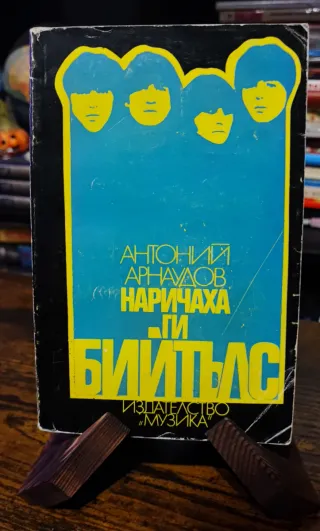 АНТОНИЙ
АРНАУДОВ
НАРИЧАХА
ГИ
БИЙТЪЛС
ИЗДАТЕЛСТВО
„МУЗИКА“